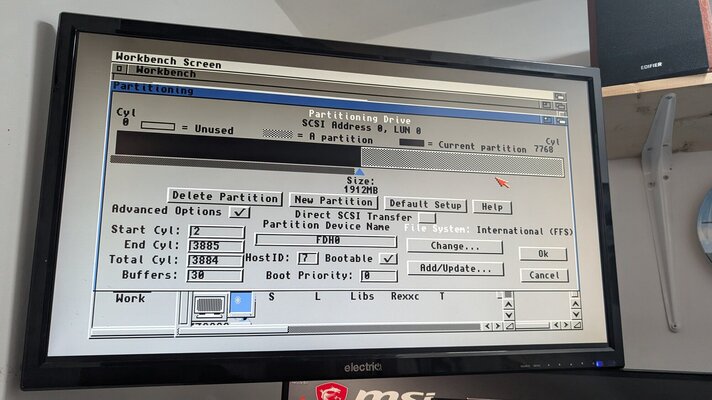 EDIFIER
Workbench Screen
Workbench
Partitioning
Partitioning Drive
SCSI Address 0, LUN 0
Cyl
0 = Unused = A partition = Current partition
Cyl
7768
Size:
1912MB
Delete Partition New Partition Default Setup Help
Advanced Options Direct SCSI Transfer
Partition Device Name File System: International (FFS)
Start Cyl: 2 FDH0 Change...
End Cyl: 3885
Total Cyl: 3884 HostID: 7 Bootable Add/Update... Ok
Buffers: 30 Boot Priority: 0 Cancel
Work S L Libs Rexxc T
electriq
msi